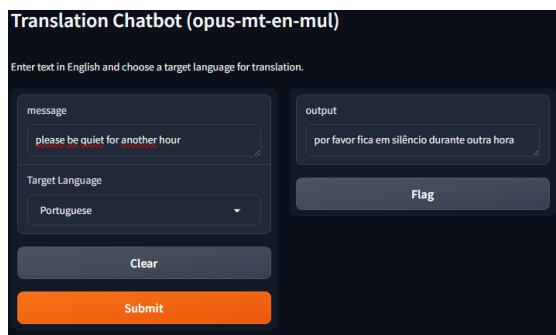 Translation Chatbot (opus-mt-en-mul)
Enter text in English and choose a target language for translation.
message
please be quiet for another hour
Target Language
Portuguese
Clear
Submit
output
por favor fica em silêncio durante outra hora
Flag